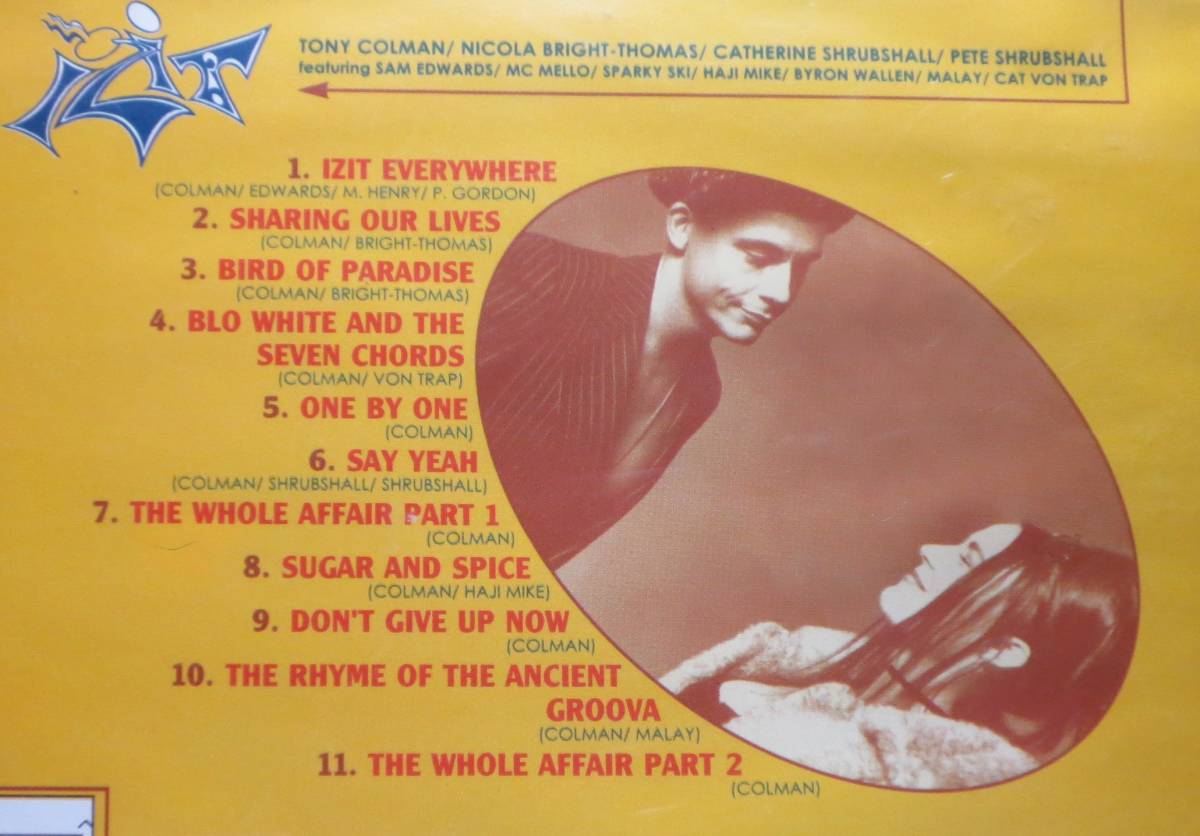 IZIT
TONY COLMAN/ NICOLA BRIGHT-THOMAS/ CATHERINE SHRUBSHALL/ PETE SHRUBSHALL
featuring SAM EDWARDS/ MC MELLO/ SPARKY SKI/ HAJI MIKE/ BYRON WALLEN/ MALAY/ CAT VON TRAP
1. IZIT EVERYWHERE
(COLMAN/ EDWARDS/ M. HENRY/ P. GORDON)
2. SHARING OUR LIVES
(COLMAN/ BRIGHT-THOMAS)
3. BIRD OF PARADISE
(COLMAN/ BRIGHT-THOMAS)
4. BLO WHITE AND THE
SEVEN CHORDS
(COLMAN/ VON TRAP)
5. ONE BY ONE
(COLMAN)
6. SAY YEAH
(COLMAN/ SHRUBSHALL/ SHRUBSHALL)
7. THE WHOLE AFFAIR PART 1
(COLMAN)
8. SUGAR AND SPICE
(COLMAN/ HAJI MIKE)
9. DON'T GIVE UP NOW
(COLMAN)
10. THE RHYME OF THE ANCIENT
GROOVA
(COLMAN/ MALAY)
11. THE WHOLE AFFAIR PART 2
(COLMAN)